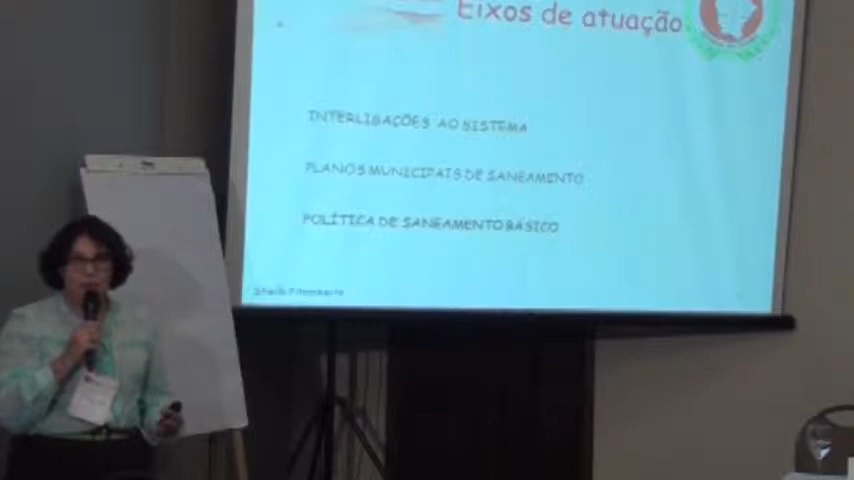 Eixos de atuação
INTERLIGAÇÕES AO SISTEMA
PLANOS MUNICIPAIS DE SANEAMENTO
POLÍTICA DE SANEAMENTO BÁSICO